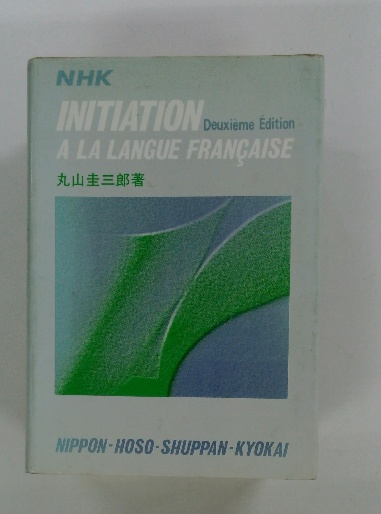 NHK
INITIATION Deuxième Édition
A LA LANGUE FRANÇAISE
丸山圭三郎著
NIPPON-HOSO-SHUPPAN-KYOKAI